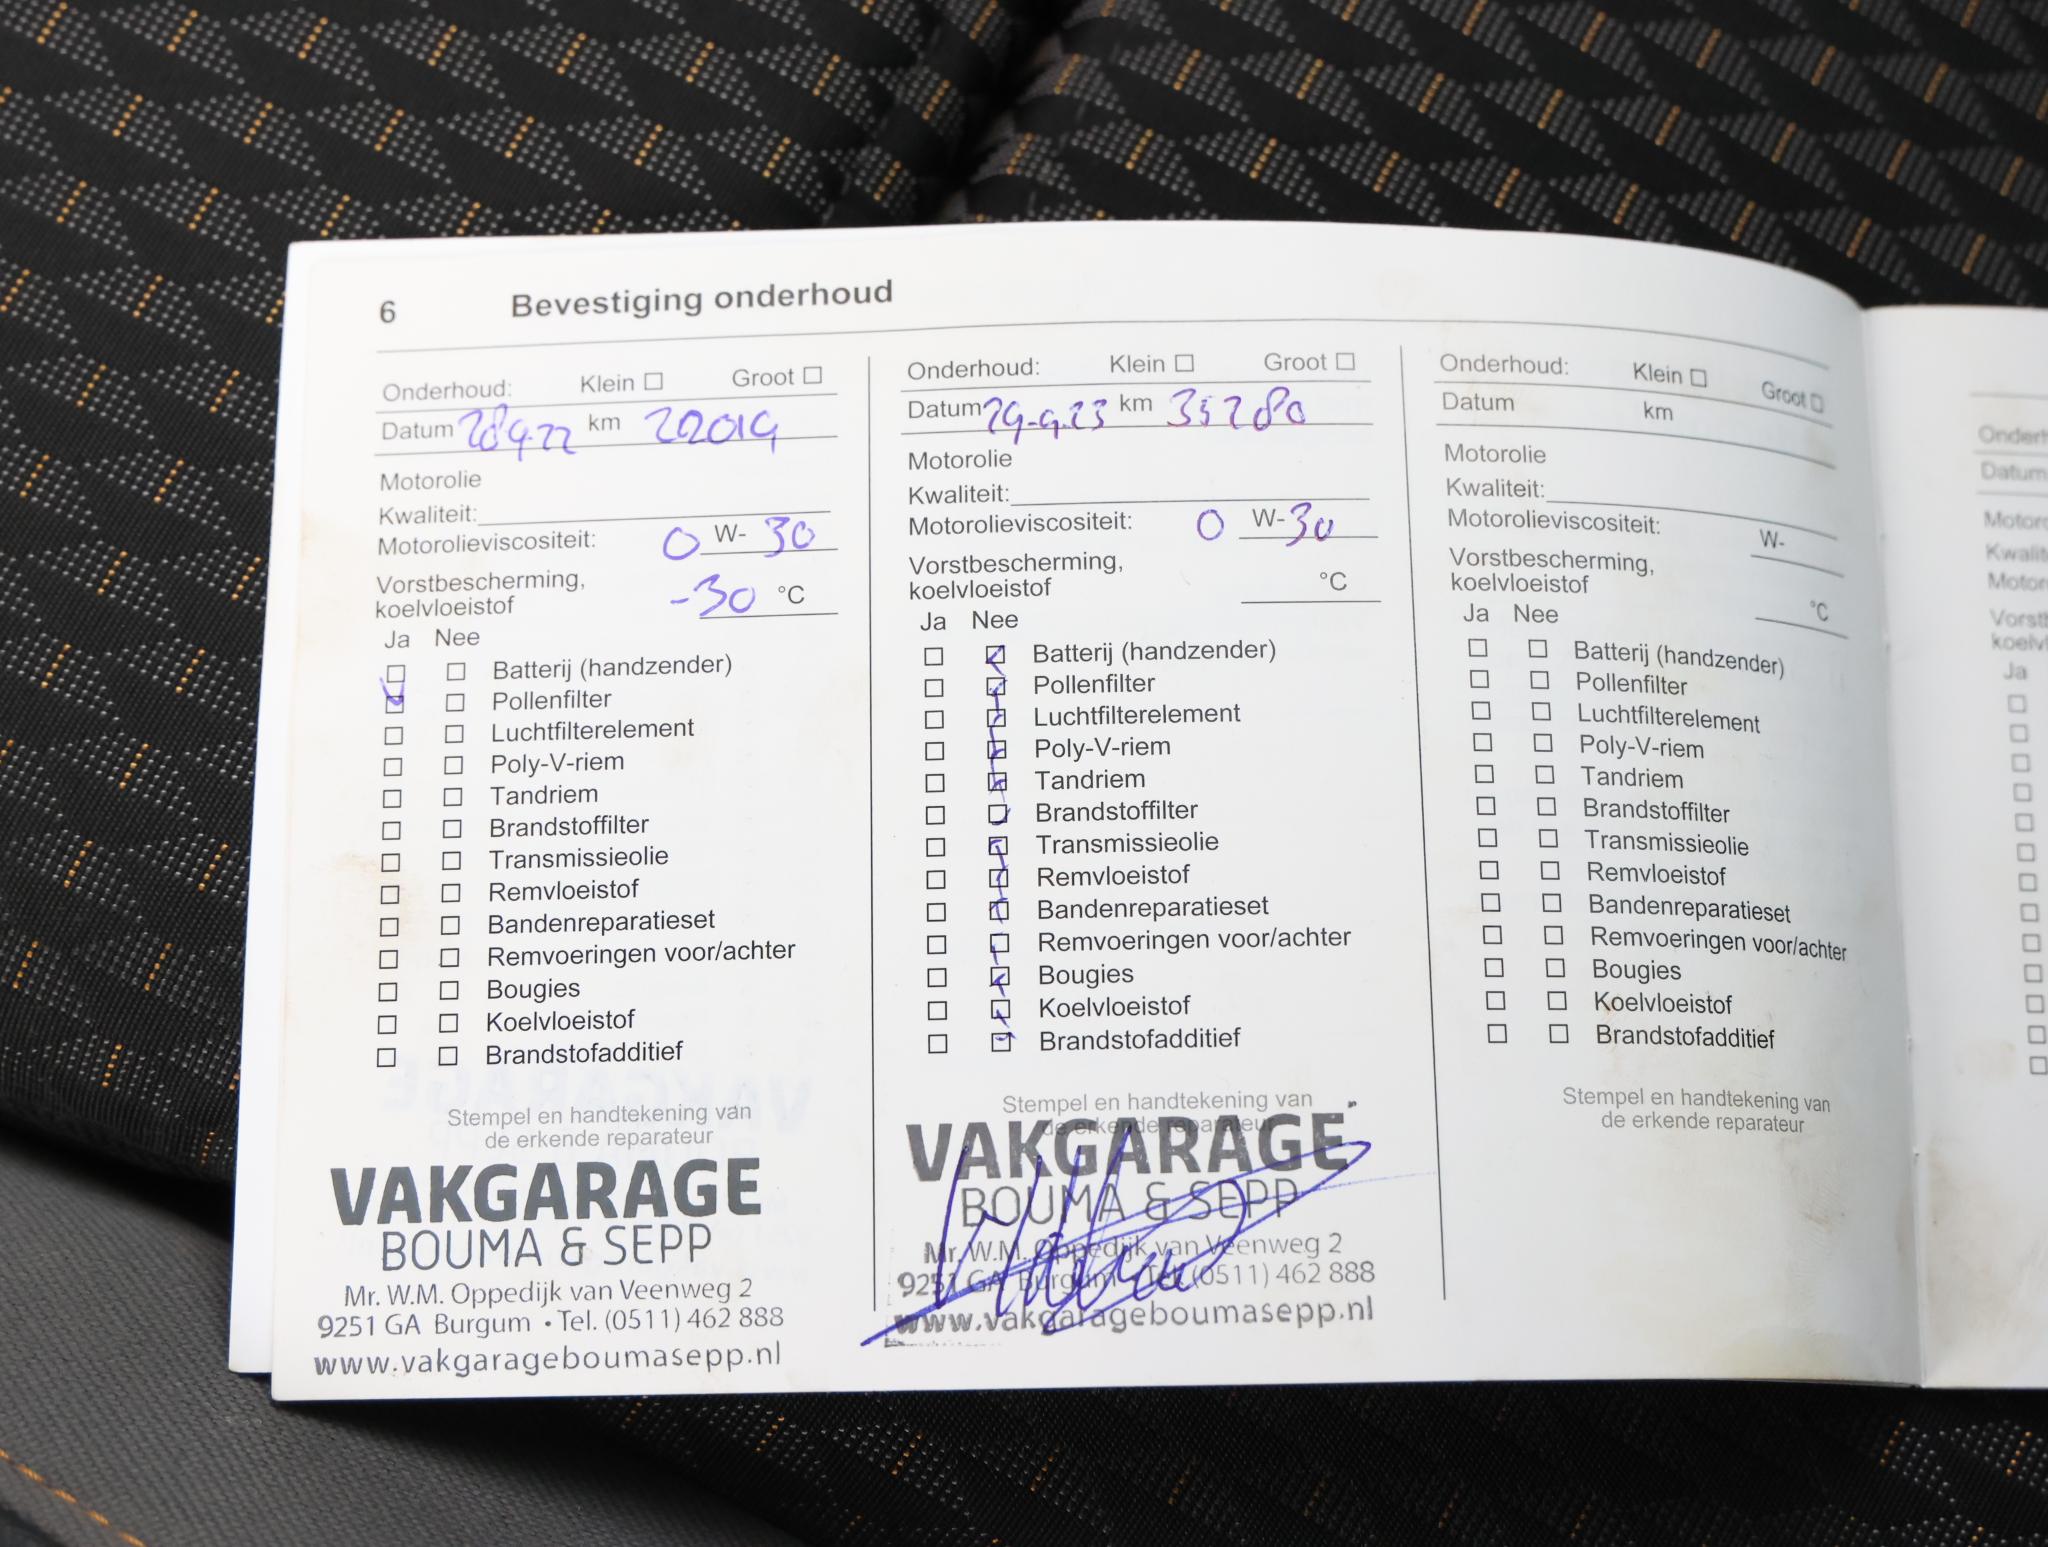 6 Bevestiging onderhoud
Onderhoud: Klein ☐ Groot ☐
Datum 28.9.22 km 22019
Motorolie
Kwaliteit:
Motorolieviscositeit: 0 W- 30
Vorstbescherming,
koelvloeistof -30 °C
Ja Nee
Batterij (handzender)
Pollenfilter
Luchtfilterelement
Poly-V-riem
Tandriem
Brandstoffilter
Transmissieolie
Remvloeistof
Bandenreparatieset
Remvoeringen voor/achter
Bougies
Koelvloeistof
Brandstofadditief
Stempel en handtekening van
de erkende reparateur
VAKGARAGE
BOUMA & SEPP
Mr. W.M. Oppedijk van Veenweg 2
9251 GA Burgum • Tel. (0511) 462 888
www.vakgarageboumasepp.nl
Onderhoud: Klein ☐ Groot ☐
Datum 29-9.23 km 35280
Motorolie
Kwaliteit:
Motorolieviscositeit: 0 W- 30
Vorstbescherming,
koelvloeistof °C
Ja Nee
Batterij (handzender)
Pollenfilter
Luchtfilterelement
Poly-V-riem
Tandriem
Brandstoffilter
Transmissieolie
Remvloeistof
Bandenreparatieset
Remvoeringen voor/achter
Bougies
Koelvloeistof
Brandstofadditief
Stempel en handtekening van
de erkende reparateur
VAKGARAGE
BOUMA & SEPP
Mr. W.M. Oppedijk van Veenweg 2
9251 GA Burgum • Tel. (0511) 462 888
www.vakgarageboumasepp.nl
Onderhoud: Klein ☐ Groot ☐
Datum km
Motorolie
Kwaliteit:
Motorolieviscositeit: W-
Vorstbescherming,
koelvloeistof °C
Ja Nee
Batterij (handzender)
Pollenfilter
Luchtfilterelement
Poly-V-riem
Tandriem
Brandstoffilter
Transmissieolie
Remvloeistof
Bandenreparatieset
Remvoeringen voor/achter
Bougies
Koelvloeistof
Brandstofadditief
Stempel en handtekening van
de erkende reparateur
Datum
Ja